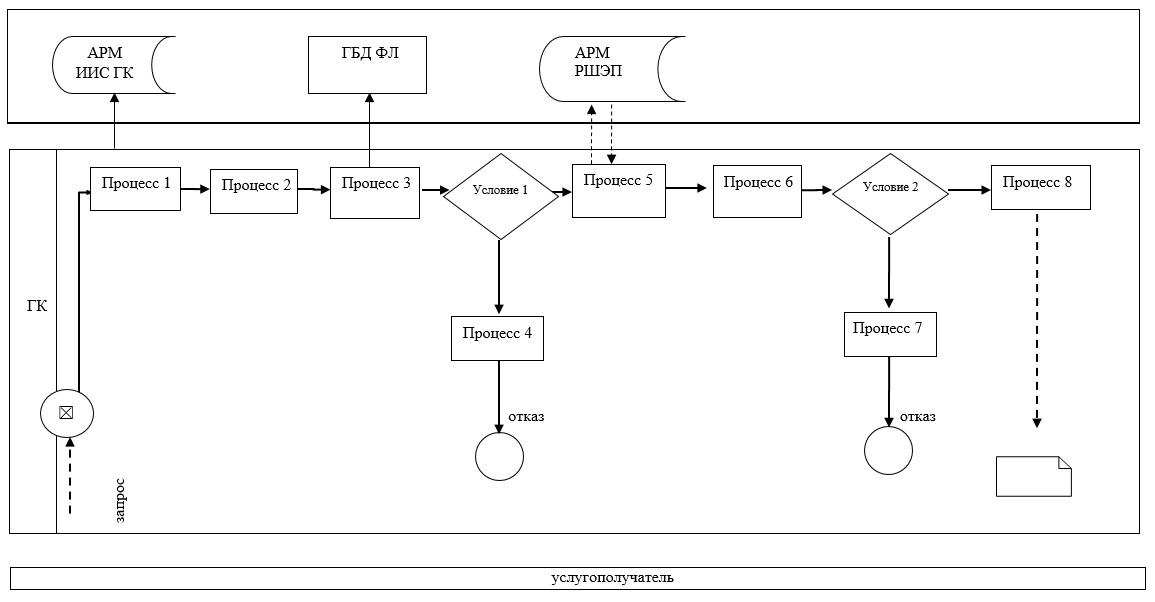 АРМ
ИИС ГК
ГБД ФЛ
АРМ
РШЭП
Процесс 1
Процесс 2
Процесс 3
Условие 1
Процесс 5
Процесс 6
Условие 2
Процесс 8
ГК
Процесс 4
Процесс 7
отказ
отказ
запрос
услугополучатель